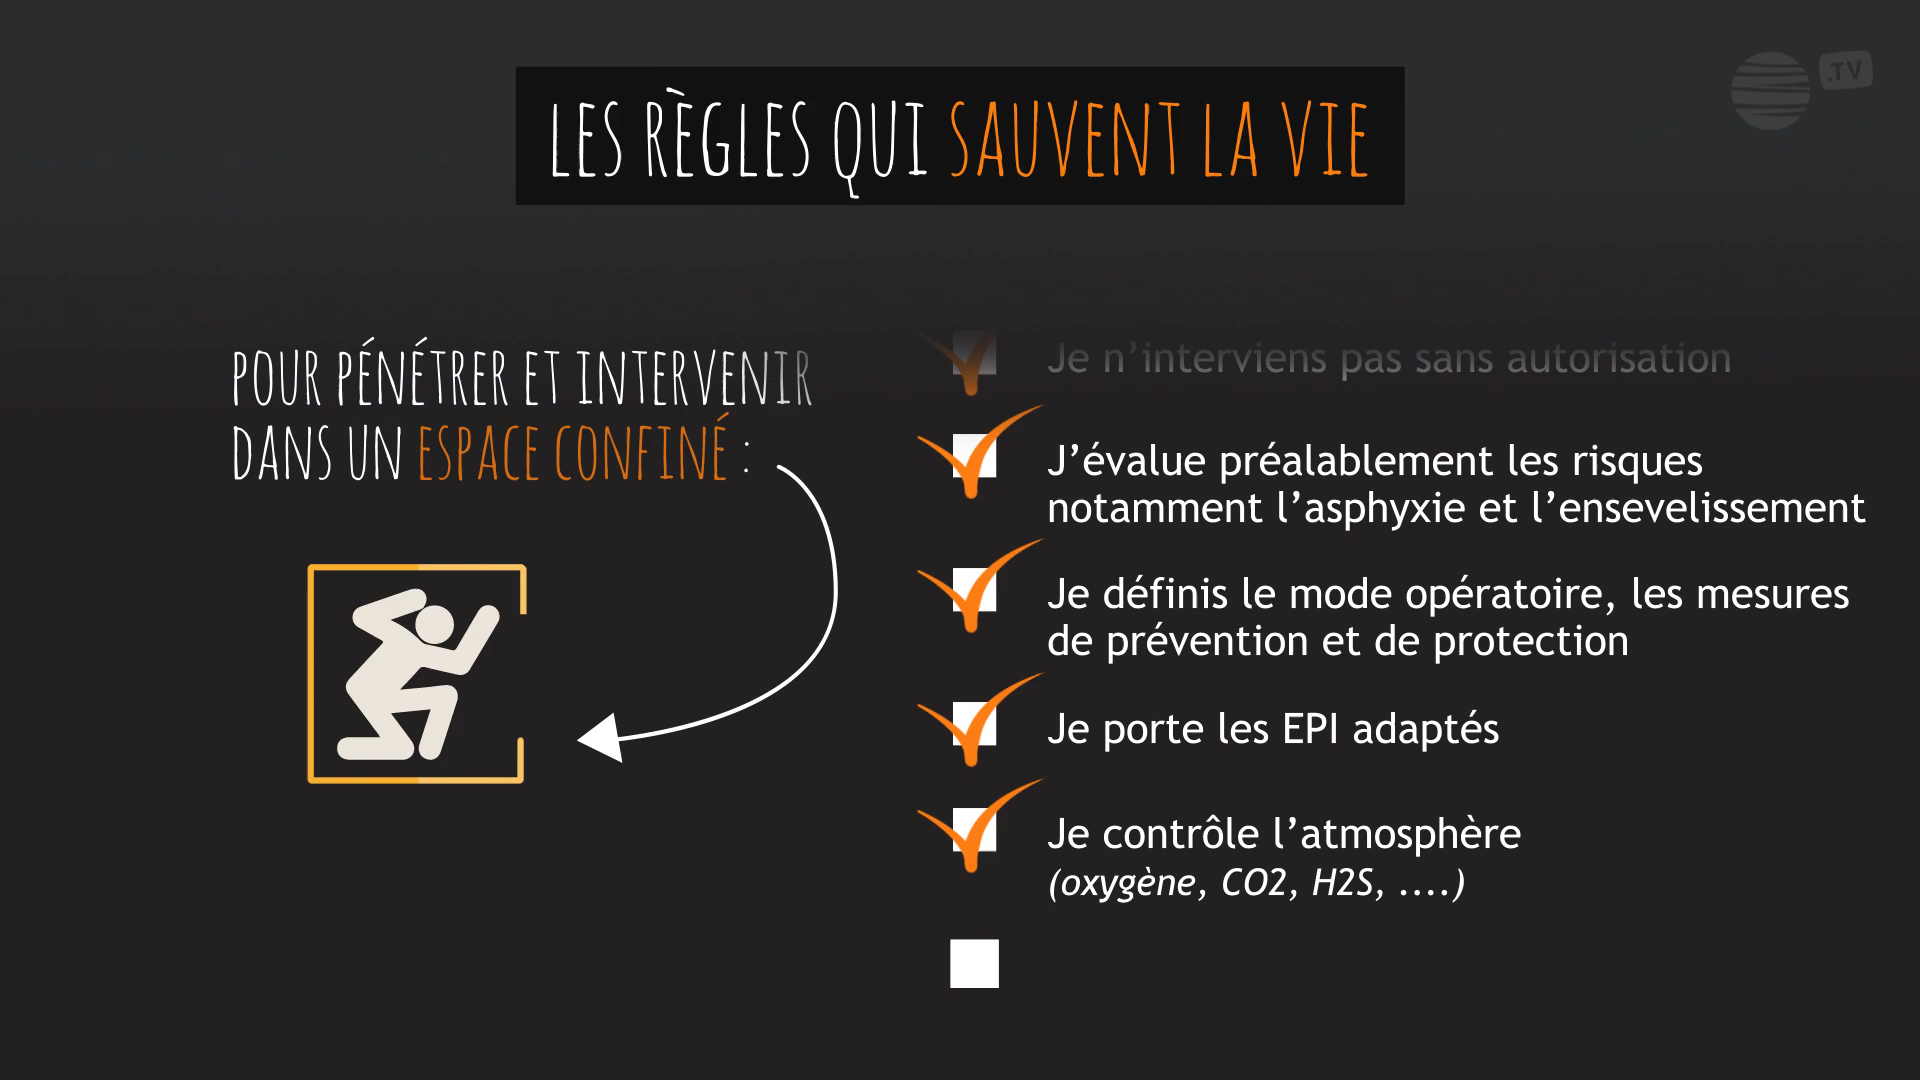 .TV
LES RÈGLES QUI SAUVENT LA VIE
POUR PÉNÉTRER ET INTERVENIR
DANS UN ESPACE CONFINÉ :
Je n’interviens pas sans autorisation
J’évalue préalablement les risques
notamment l’asphyxie et l’ensevelissement
Je définis le mode opératoire, les mesures
de prévention et de protection
Je porte les EPI adaptés
Je contrôle l’atmosphère
(oxygène, CO2, H2S, ....)